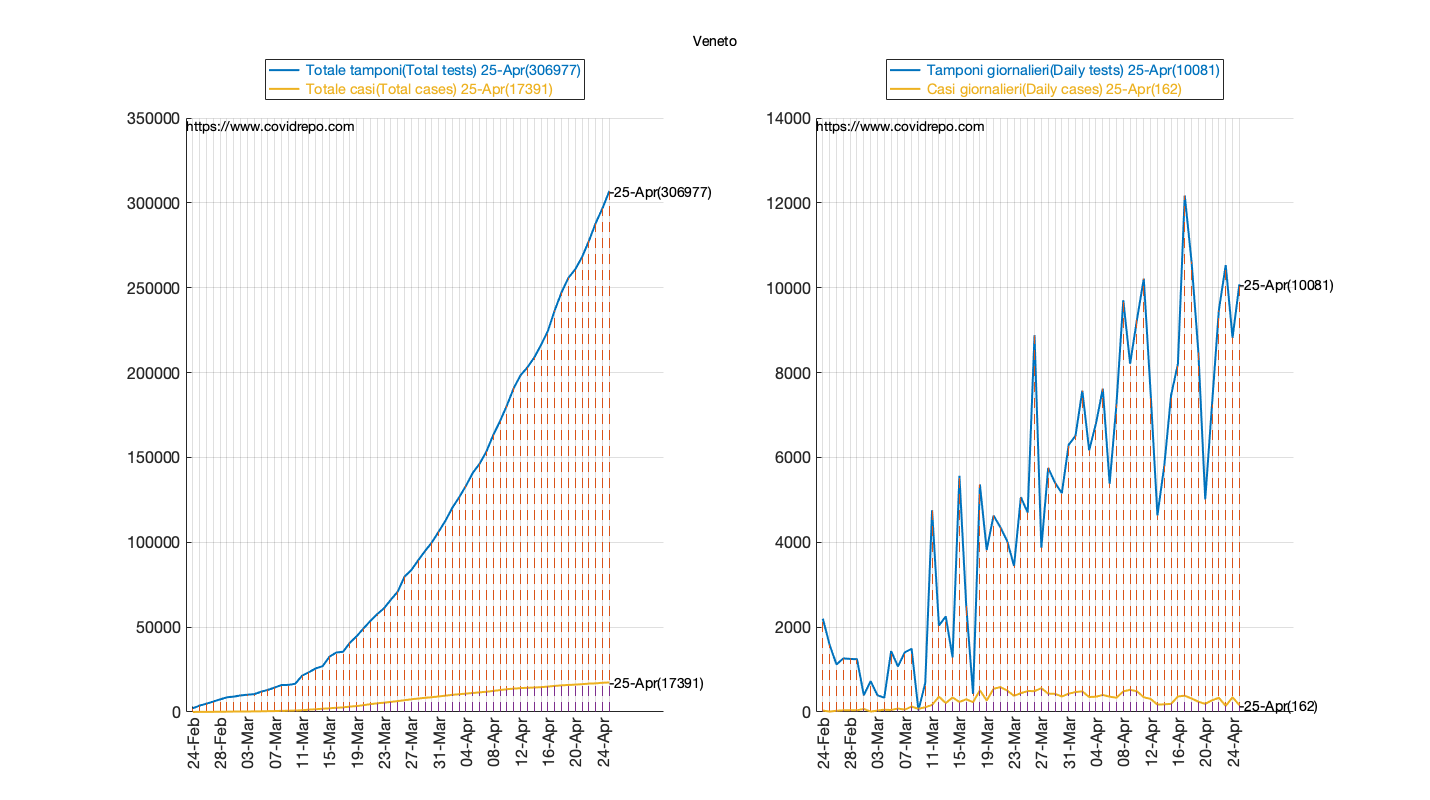 Veneto
Totale tamponi(Total tests) 25-Apr(306977)
Totale casi(Total cases) 25-Apr(17391)
https://www.covidrepo.com
350000
300000
250000
200000
150000
100000
50000
0
25-Apr(306977)
25-Apr(17391)
24-Feb
28-Feb
03-Mar
07-Mar
11-Mar
15-Mar
19-Mar
23-Mar
27-Mar
31-Mar
04-Apr
08-Apr
12-Apr
16-Apr
20-Apr
24-Apr
Tamponi giornalieri(Daily tests) 25-Apr(10081)
Casi giornalieri(Daily cases) 25-Apr(162)
https://www.covidrepo.com
14000
12000
10000
8000
6000
4000
2000
0
25-Apr(10081)
25-Apr(162)
24-Feb
28-Feb
03-Mar
07-Mar
11-Mar
15-Mar
19-Mar
23-Mar
27-Mar
31-Mar
04-Apr
08-Apr
12-Apr
16-Apr
20-Apr
24-Apr